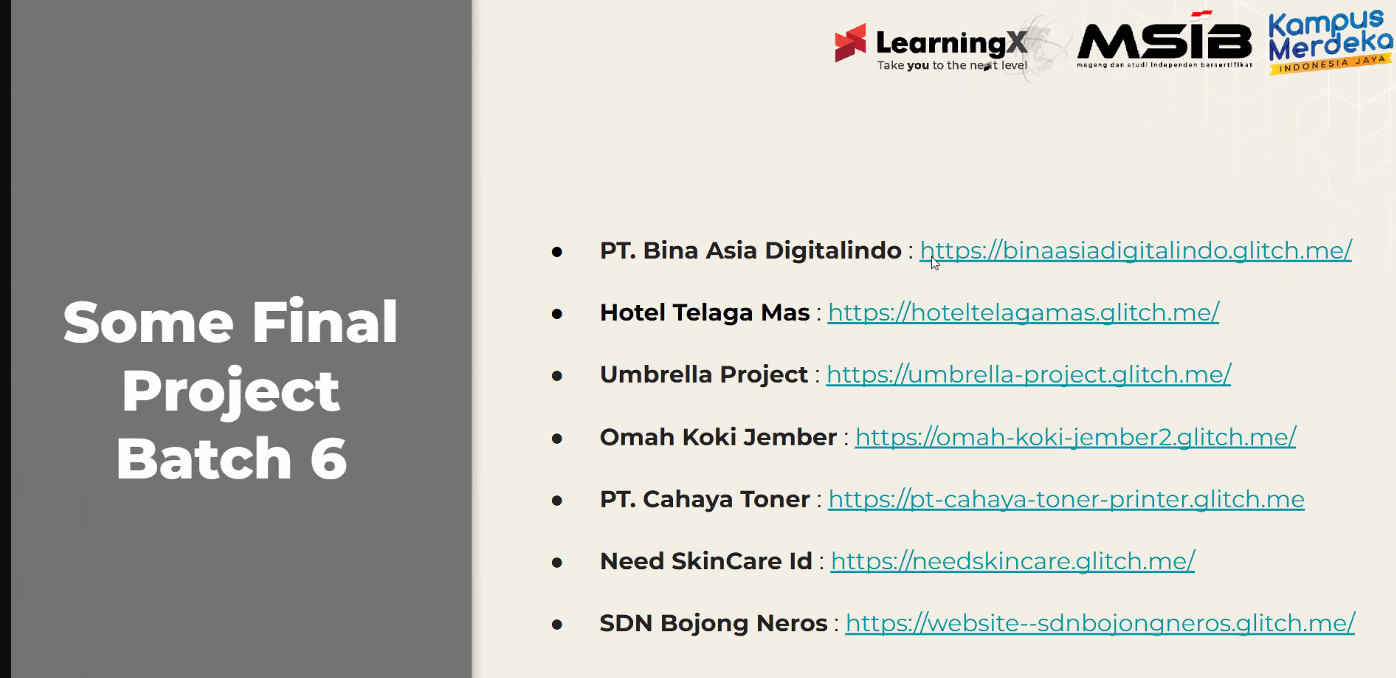 LearningX
Take you to the next level
MSIB
magang dan studi independen bersertifikat
Kampus
Merdeka
INDONESIA JAYA
Some Final
Project
Batch 6
● PT. Bina Asia Digitalindo : https://binaasiadigitalindo.glitch.me/
● Hotel Telaga Mas : https://hoteltelagamas.glitch.me/
● Umbrella Project : https://umbrella-project.glitch.me/
● Omah Koki Jember : https://omah-koki-jember2.glitch.me/
● PT. Cahaya Toner : https://pt-cahaya-toner-printer.glitch.me
● Need SkinCare Id : https://needskincare.glitch.me/
● SDN Bojong Neros : https://website--sdnbojongneros.glitch.me/